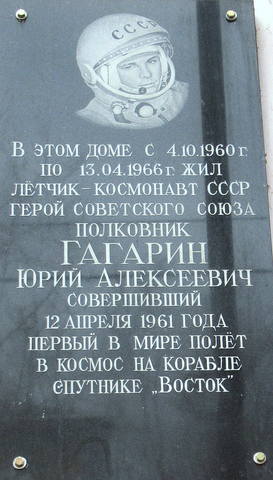 СССР
В ЭТОМ ДОМЕ С 4.10.1960 г.
ПО 13.04.1966 г. ЖИЛ
ЛЁТЧИК-КОСМОНАВТ СССР
ГЕРОЙ СОВЕТСКОГО СОЮЗА
ПОЛКОВНИК
ГАГАРИН
ЮРИЙ АЛЕКСЕЕВИЧ
СОВЕРШИВШИЙ
12 АПРЕЛЯ 1961 ГОДА
ПЕРВЫЙ В МИРЕ ПОЛЁТ
В КОСМОС НА КОРАБЛЕ
СПУТНИКЕ „ВОСТОК"